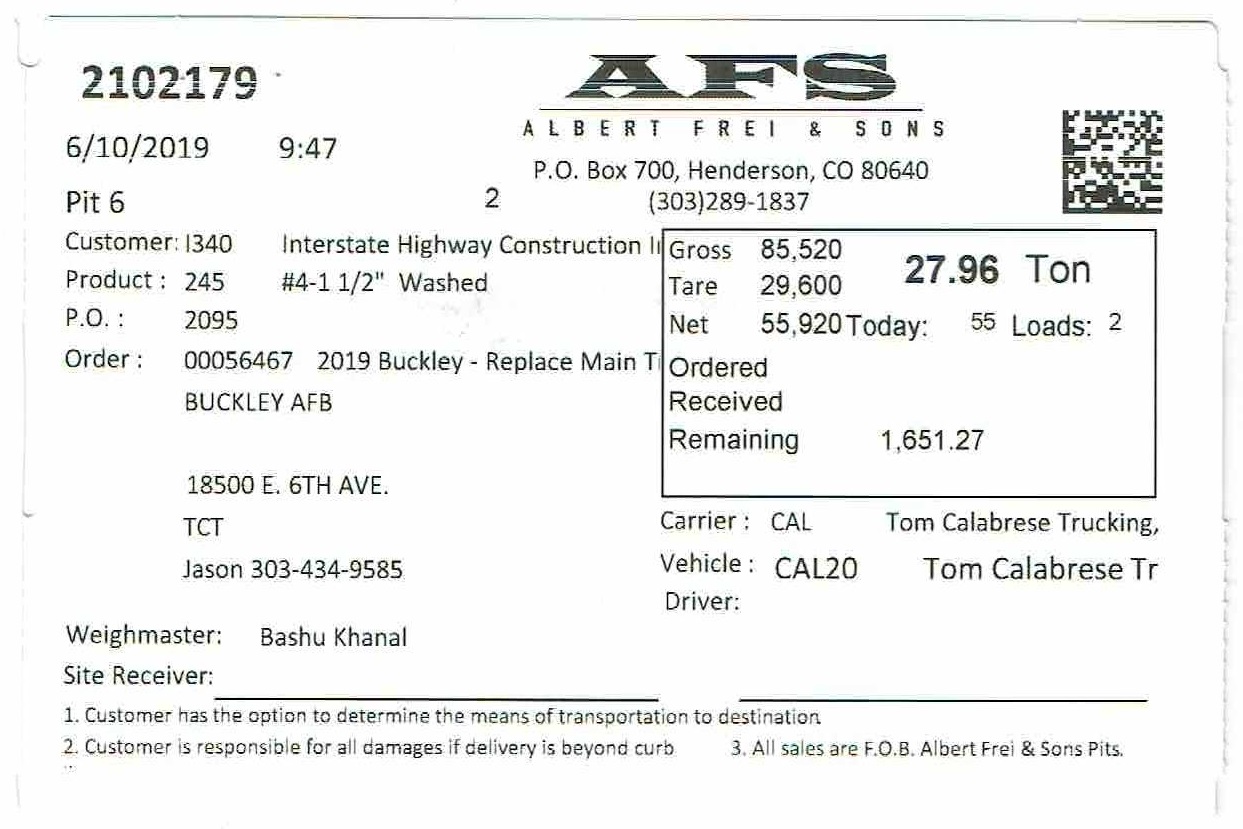 2102179
AFS
ALBERT FREI & SONS
6/10/2019 9:47
P.O. Box 700, Henderson, CO 80640
Pit 6 2 (303)289-1837
Customer: I340 Interstate Highway Construction
Product : 245 #4-1 1/2" Washed
P.O. : 2095
Order : 00056467 2019 Buckley - Replace Main
BUCKLEY AFB
18500 E. 6TH AVE.
TCT
Jason 303-434-9585
Gross 85,520 27.96 Ton
Tare 29,600
Net 55,920 Today: 55 Loads: 2
Ordered
Received
Remaining 1,651.27
Carrier : CAL Tom Calabrese Trucking,
Vehicle : CAL20 Tom Calabrese Tr
Driver:
Weighmaster: Bashu Khanal
Site Receiver:
1. Customer has the option to determine the means of transportation to destination
2. Customer is responsible for all damages if delivery is beyond curb 3. All sales are F.O.B. Albert Frei & Sons Pits.